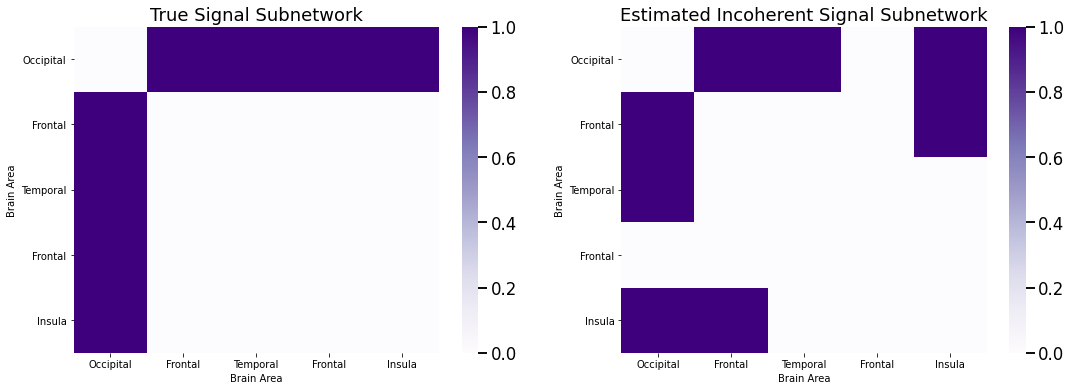 True Signal Subnetwork
Brain Area
Occipital
Frontal
Temporal
Frontal
Insula
Occipital Frontal Temporal Frontal Insula
Brain Area
1.0
0.8
0.6
0.4
0.2
0.0
Estimated Incoherent Signal Subnetwork
Brain Area
Occipital
Frontal
Temporal
Frontal
Insula
Occipital Frontal Temporal Frontal Insula
Brain Area
1.0
0.8
0.6
0.4
0.2
0.0